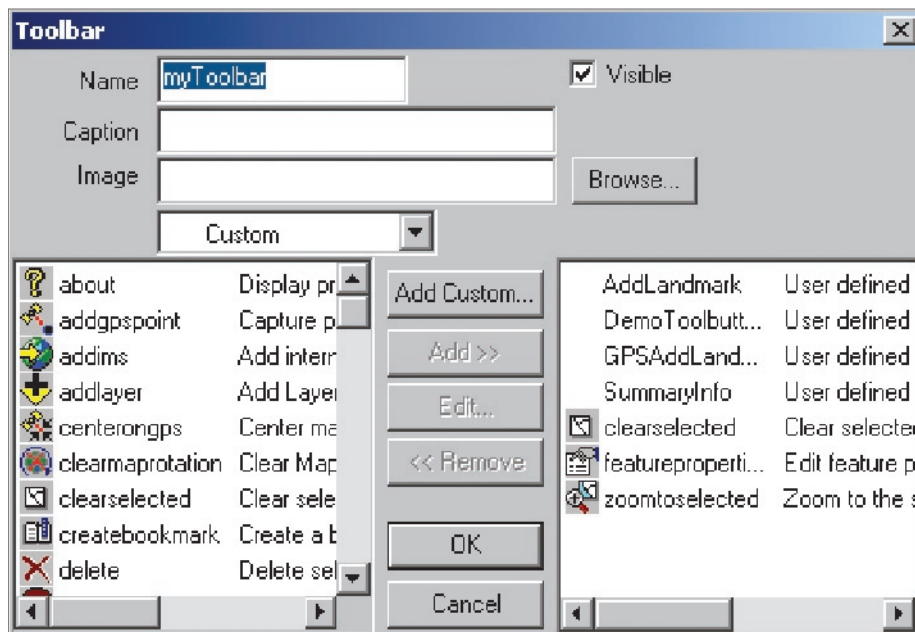 Toolbar
Name myToolbar Visible
Caption
Image Browse...
Custom
about Display pr
addgpspoint Capture p
addims Add intern
addlayer Add Layer
centerongps Center ma
clearmaprotation Clear Map
clearselected Clear sele
createbookmark Create a b
delete Delete sel
Add Custom...
Add >>
Edit...
<< Remove
OK
Cancel
AddLandmark User defined
DemoToolbutt... User defined
GPSAddLand... User defined
SummaryInfo User defined
clearselected Clear selected
featureproperti... Edit feature p
zoomtoselected Zoom to the s